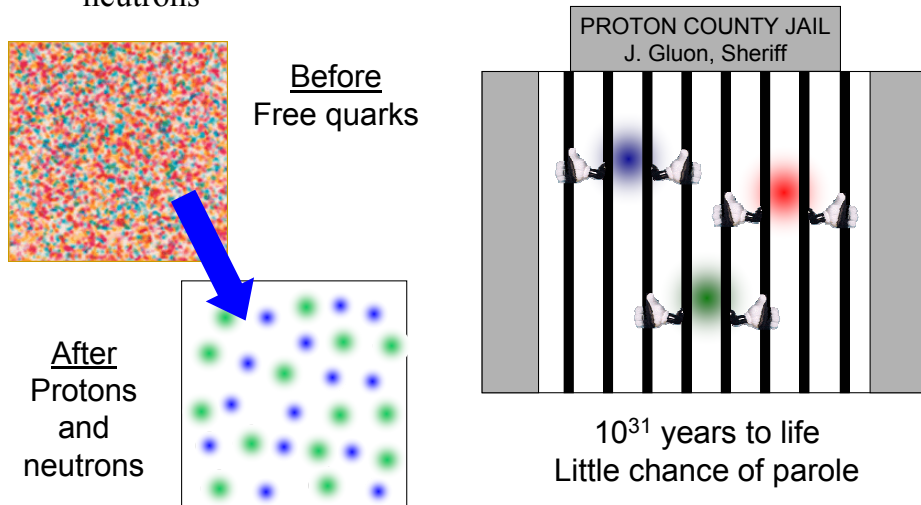 neutrons
Before
Free quarks
After
Protons
and
neutrons
PROTON COUNTY JAIL
J. Gluon, Sheriff
10³¹ years to life
Little chance of parole